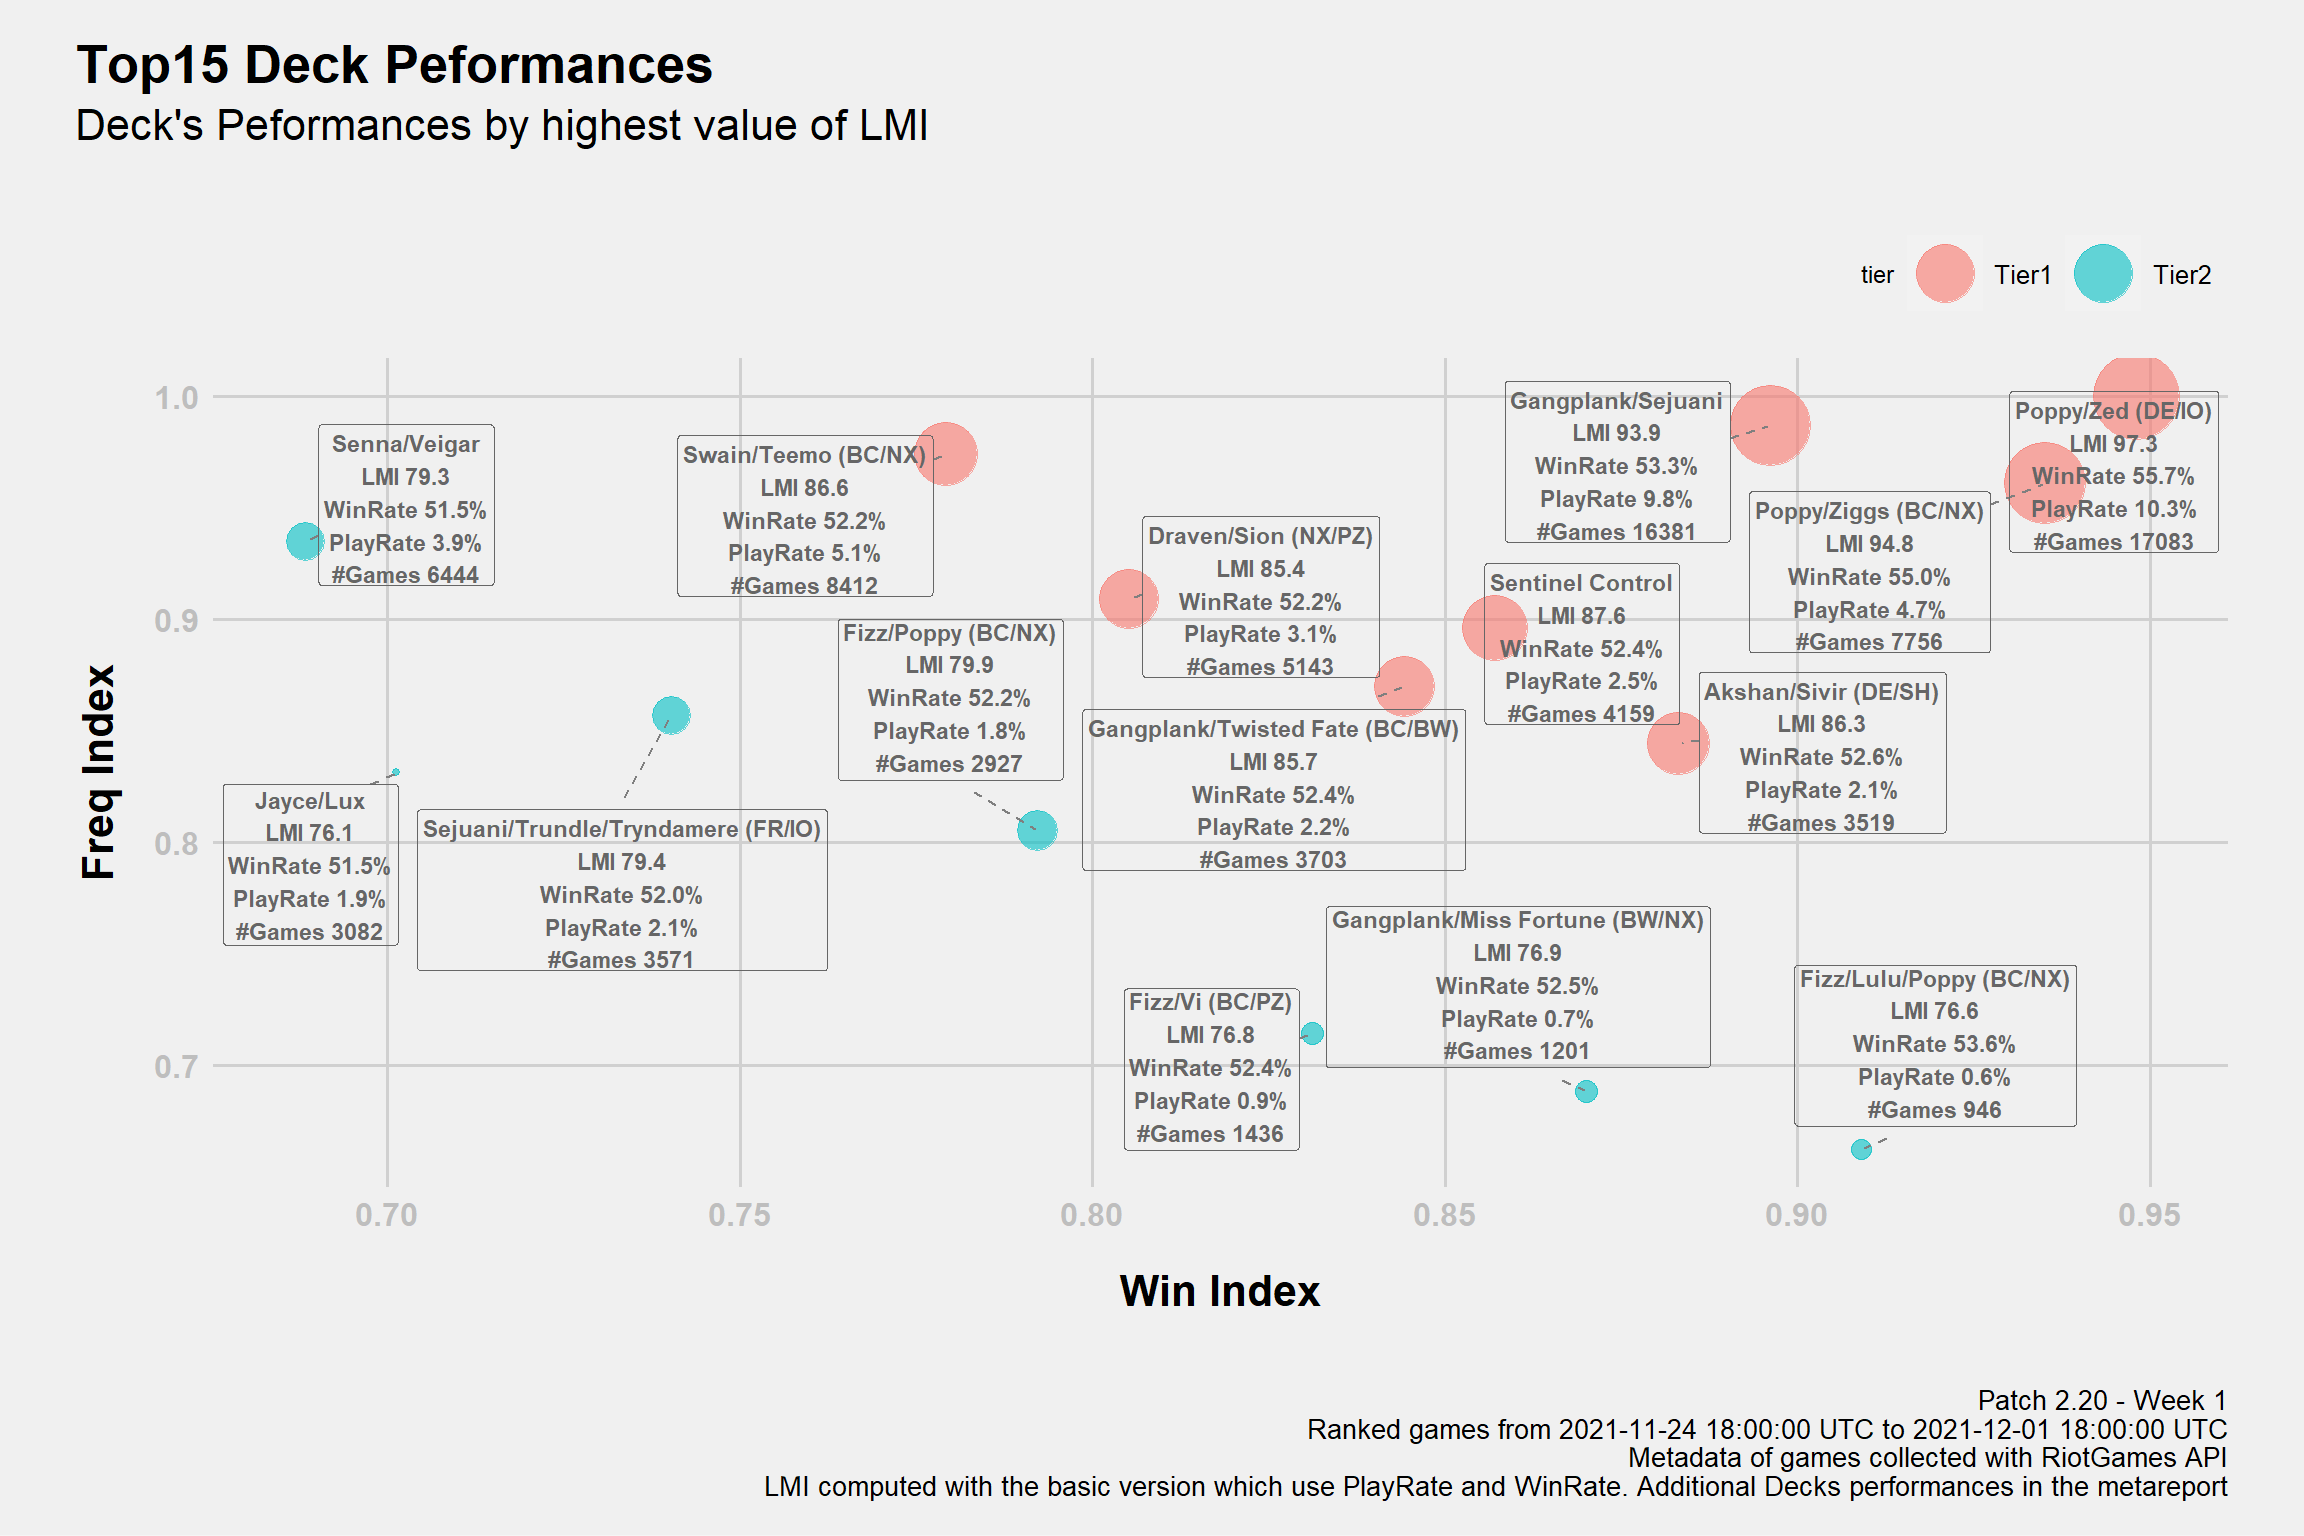 Top15 Deck Peformances
Deck's Peformances by highest value of LMI
tier Tier1 Tier2
Freq Index
1.0
0.9
0.8
0.7
Senna/Veigar
LMI 79.3
WinRate 51.5%
PlayRate 3.9%
#Games 6444
Swain/Teemo (BC/NX)
LMI 86.6
WinRate 52.2%
PlayRate 5.1%
#Games 8412
Gangplank/Sejuani
LMI 93.9
WinRate 53.3%
PlayRate 9.8%
#Games 16381
Poppy/Zed (DE/IO)
LMI 97.3
WinRate 55.7%
PlayRate 10.3%
#Games 17083
Poppy/Ziggs (BC/NX)
LMI 94.8
WinRate 55.0%
PlayRate 4.7%
#Games 7756
Draven/Sion (NX/PZ)
LMI 85.4
WinRate 52.2%
PlayRate 3.1%
#Games 5143
Sentinel Control
LMI 87.6
WinRate 52.4%
PlayRate 2.5%
#Games 4159
Fizz/Poppy (BC/NX)
LMI 79.9
WinRate 52.2%
PlayRate 1.8%
#Games 2927
Akshan/Sivir (DE/SH)
LMI 86.3
WinRate 52.6%
PlayRate 2.1%
#Games 3519
Gangplank/Twisted Fate (BC/BW)
LMI 85.7
WinRate 52.4%
PlayRate 2.2%
#Games 3703
Jayce/Lux
LMI 76.1
WinRate 51.5%
PlayRate 1.9%
#Games 3082
Sejuani/Trundle/Tryndamere (FR/IO)
LMI 79.4
WinRate 52.0%
PlayRate 2.1%
#Games 3571
Gangplank/Miss Fortune (BW/NX)
LMI 76.9
WinRate 52.5%
PlayRate 0.7%
#Games 1201
Fizz/Vi (BC/PZ)
LMI 76.8
WinRate 52.4%
PlayRate 0.9%
#Games 1436
Fizz/Lulu/Poppy (BC/NX)
LMI 76.6
WinRate 53.6%
PlayRate 0.6%
#Games 946
0.70 0.75 0.80 0.85 0.90 0.95
Win Index
Patch 2.20 - Week 1
Ranked games from 2021-11-24 18:00:00 UTC to 2021-12-01 18:00:00 UTC
Metadata of games collected with RiotGames API
LMI computed with the basic version which use PlayRate and WinRate. Additional Decks performances in the metareport